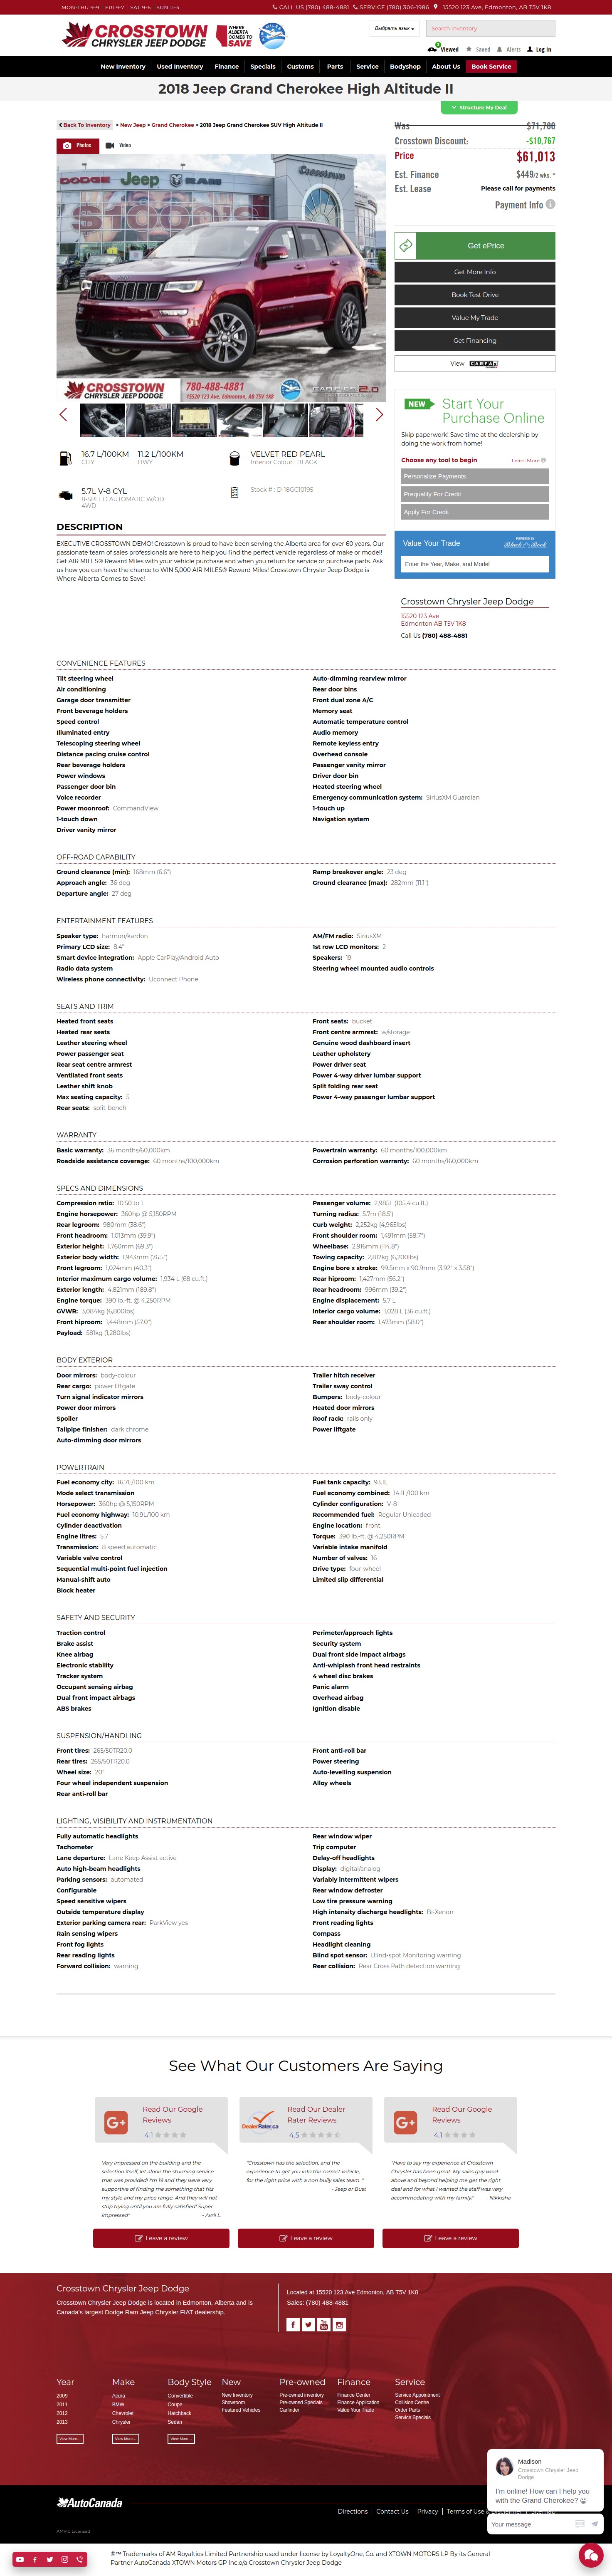 MON-THU 9-9 | FRI 9-7 | SAT 9-6 | SUN 11-4
CALL US (780) 488-4881 SERVICE (780) 306-1986 15520 123 Ave, Edmonton, AB T5V 1K8
CROSSTOWN
CHRYSLER JEEP DODGE
WHERE
ALBERTA
COMES TO
SAVE
Выбрать язык
Search Inventory
Viewed
Saved
Alerts
Log In
New Inventory
Used Inventory
Finance
Specials
Customs
Parts
Service
Bodyshop
About Us
Book Service
2018 Jeep Grand Cherokee High Altitude II
Structure My Deal
Back To Inventory > New Jeep > Grand Cherokee > 2018 Jeep Grand Cherokee SUV High Altitude II
Photos
Video
DODGE Jeep RAM
Crosstown
CROSSTOWN
CHRYSLER JEEP DODGE
780-488-4881
15520 123 Ave, Edmonton, AB T5V 1K8
Was $71,780
Crosstown Discount: -$10,767
Price $61,013
Est. Finance $449/2 wks. *
Est. Lease Please call for payments
Payment Info
Get ePrice
Get More Info
Book Test Drive
Value My Trade
Get Financing
View CARFAX
NEW
Start Your
Purchase Online
Skip paperwork! Save time at the dealership by
doing the work from home!
Choose any tool to begin Learn More
Personalize Payments
Prequalify For Credit
Apply For Credit
Value Your Trade
POWERED BY
Black Book
Enter the Year, Make, and Model
Crosstown Chrysler Jeep Dodge
15520 123 Ave
Edmonton AB T5V 1K8
Call Us (780) 488-4881
16.7 L/100KM
CITY
11.2 L/100KM
HWY
VELVET RED PEARL
Interior Colour : BLACK
5.7L V-8 CYL
8-SPEED AUTOMATIC W/OD
4WD
Stock # : D-18GC10195
DESCRIPTION
EXECUTIVE CROSSTOWN DEMO! Crosstown is proud to have been serving the Alberta area for over 60 years. Our
passionate team of sales professionals are here to help you find the perfect vehicle regardless of make or model!
Get AIR MILES® Reward Miles with your vehicle purchase and when you return for service or purchase parts. Ask
us how you can have the chance to WIN 5,000 AIR MILES® Reward Miles! Crosstown Chrysler Jeep Dodge is
Where Alberta Comes to Save!
CONVENIENCE FEATURES
Tilt steering wheel
Auto-dimming rearview mirror
Air conditioning
Rear door bins
Garage door transmitter
Front dual zone A/C
Front beverage holders
Memory seat
Speed control
Automatic temperature control
Illuminated entry
Audio memory
Telescoping steering wheel
Remote keyless entry
Distance pacing cruise control
Overhead console
Rear beverage holders
Passenger vanity mirror
Power windows
Driver door bin
Passenger door bin
Heated steering wheel
Voice recorder
Emergency communication system: SiriusXM Guardian
Power moonroof: CommandView
1-touch up
1-touch down
Navigation system
Driver vanity mirror
OFF-ROAD CAPABILITY
Ground clearance (min): 168mm (6.6")
Ramp breakover angle: 23 deg
Approach angle: 36 deg
Ground clearance (max): 282mm (11.1")
Departure angle: 27 deg
ENTERTAINMENT FEATURES
Speaker type: harmon/kardon
AM/FM radio: SiriusXM
Primary LCD size: 8.4"
1st row LCD monitors: 2
Smart device integration: Apple CarPlay/Android Auto
Speakers: 19
Radio data system
Steering wheel mounted audio controls
Wireless phone connectivity: Uconnect Phone
SEATS AND TRIM
Heated front seats
Front seats: bucket
Heated rear seats
Front centre armrest: w/storage
Leather steering wheel
Genuine wood dashboard insert
Power passenger seat
Leather upholstery
Rear seat centre armrest
Power driver seat
Ventilated front seats
Power 4-way driver lumbar support
Leather shift knob
Split folding rear seat
Max seating capacity: 5
Power 4-way passenger lumbar support
Rear seats: split-bench
WARRANTY
Basic warranty: 36 months/60,000km
Powertrain warranty: 60 months/100,000km
Roadside assistance coverage: 60 months/100,000km
Corrosion perforation warranty: 60 months/160,000km
SPECS AND DIMENSIONS
Compression ratio: 10.50 to 1
Passenger volume: 2,985L (105.4 cu.ft.)
Engine horsepower: 360hp @ 5,150RPM
Turning radius: 5.7m (18.5')
Rear legroom: 980mm (38.6")
Curb weight: 2,252kg (4,965lbs)
Front headroom: 1,013mm (39.9")
Front shoulder room: 1,491mm (58.7")
Exterior height: 1,760mm (69.3")
Wheelbase: 2,916mm (114.8")
Exterior body width: 1,943mm (76.5")
Towing capacity: 2,812kg (6,200lbs)
Front legroom: 1,024mm (40.3")
Engine bore x stroke: 99.5mm x 90.9mm (3.92" x 3.58")
Interior maximum cargo volume: 1,934 L (68 cu.ft.)
Rear hiproom: 1,427mm (56.2")
Exterior length: 4,821mm (189.8")
Rear headroom: 996mm (39.2")
Engine torque: 390 lb.-ft. @ 4,250RPM
Engine displacement: 5.7 L
GVWR: 3,084kg (6,800lbs)
Interior cargo volume: 1,028 L (36 cu.ft.)
Front hiproom: 1,448mm (57.0")
Rear shoulder room: 1,473mm (58.0")
Payload: 581kg (1,280lbs)
BODY EXTERIOR
Door mirrors: body-colour
Trailer hitch receiver
Rear cargo: power liftgate
Trailer sway control
Turn signal indicator mirrors
Bumpers: body-colour
Power door mirrors
Heated door mirrors
Spoiler
Roof rack: rails only
Tailpipe finisher: dark chrome
Power liftgate
Auto-dimming door mirrors
POWERTRAIN
Fuel economy city: 16.7L/100 km
Fuel tank capacity: 93.1L
Mode select transmission
Fuel economy combined: 14.1L/100 km
Horsepower: 360hp @ 5,150RPM
Cylinder configuration: V-8
Fuel economy highway: 10.9L/100 km
Recommended fuel: Regular Unleaded
Cylinder deactivation
Engine location: front
Engine litres: 5.7
Torque: 390 lb.-ft. @ 4,250RPM
Transmission: 8 speed automatic
Variable intake manifold
Variable valve control
Number of valves: 16
Sequential multi-point fuel injection
Drive type: four-wheel
Manual-shift auto
Limited slip differential
Block heater
SAFETY AND SECURITY
Traction control
Perimeter/approach lights
Brake assist
Security system
Knee airbag
Dual front side impact airbags
Electronic stability
Anti-whiplash front head restraints
Tracker system
4 wheel disc brakes
Occupant sensing airbag
Panic alarm
Dual front impact airbags
Overhead airbag
ABS brakes
Ignition disable
SUSPENSION/HANDLING
Front tires: 265/50TR20.0
Front anti-roll bar
Rear tires: 265/50TR20.0
Power steering
Wheel size: 20"
Auto-levelling suspension
Four wheel independent suspension
Alloy wheels
Rear anti-roll bar
LIGHTING, VISIBILITY AND INSTRUMENTATION
Fully automatic headlights
Rear window wiper
Tachometer
Trip computer
Lane departure: Lane Keep Assist active
Delay-off headlights
Auto high-beam headlights
Display: digital/analog
Parking sensors: automated
Variably intermittent wipers
Configurable
Rear window defroster
Speed sensitive wipers
Low tire pressure warning
Outside temperature display
High intensity discharge headlights: Bi-Xenon
Exterior parking camera rear: ParkView yes
Front reading lights
Rain sensing wipers
Compass
Front fog lights
Headlight cleaning
Rear reading lights
Blind spot sensor: Blind-spot Monitoring warning
Forward collision: warning
Rear collision: Rear Cross Path detection warning
See What Our Customers Are Saying
G+
Read Our Google
Reviews
4.1
Very impressed on the building and the
selection itself, let alone the stunning service
that was provided! I'm 19 and they were very
supportive of finding me something that fits
my style and my price range. And they will not
stop trying until you are fully satisfied! Super
impressed" - Avril L.
Leave a review
DealerRater.ca
Read Our Dealer
Rater Reviews
4.5
"Crosstown has the selection, and the
experience to get you into the correct vehicle,
for the right price with a non bully sales team. "
- Jeep or Bust
Leave a review
G+
Read Our Google
Reviews
4.1
"Have to say my experience at Crosstown
Chrysler has been great. My sales guy went
above and beyond helping me get the right
deal and for what I wanted the staff was very
accommodating with my family." - Nikkisha
Leave a review
Crosstown Chrysler Jeep Dodge
Crosstown Chrysler Jeep Dodge is located in Edmonton, Alberta and is
Canada's largest Dodge Ram Jeep Chrysler FIAT dealership.
Located at 15520 123 Ave Edmonton, AB T5V 1K8
Sales: (780) 488-4881
Year
2009
2011
2012
2013
View More...
Make
Acura
BMW
Chevrolet
Chrysler
View More...
Body Style
Convertible
Coupe
Hatchback
Sedan
View More...
New
New Inventory
Showroom
Featured Vehicles
Pre-owned
Pre-owned Inventory
Pre-owned Specials
Carfinder
Finance
Finance Center
Finance Application
Value Your Trade
Service
Service Appointment
Collision Centre
Order Parts
Service Specials
Madison
Crosstown Chrysler Jeep
Dodge
I'm online! How can I help you
with the Grand Cherokee?
Your message
AutoCanada
Directions | Contact Us | Privacy | Terms of Use
AMVIC Licensed
®™ Trademarks of AM Royalties Limited Partnership used under license by LoyaltyOne, Co. and XTOWN MOTORS LP By its General
Partner AutoCanada XTOWN Motors GP Inc.o/a Crosstown Chrysler Jeep Dodge